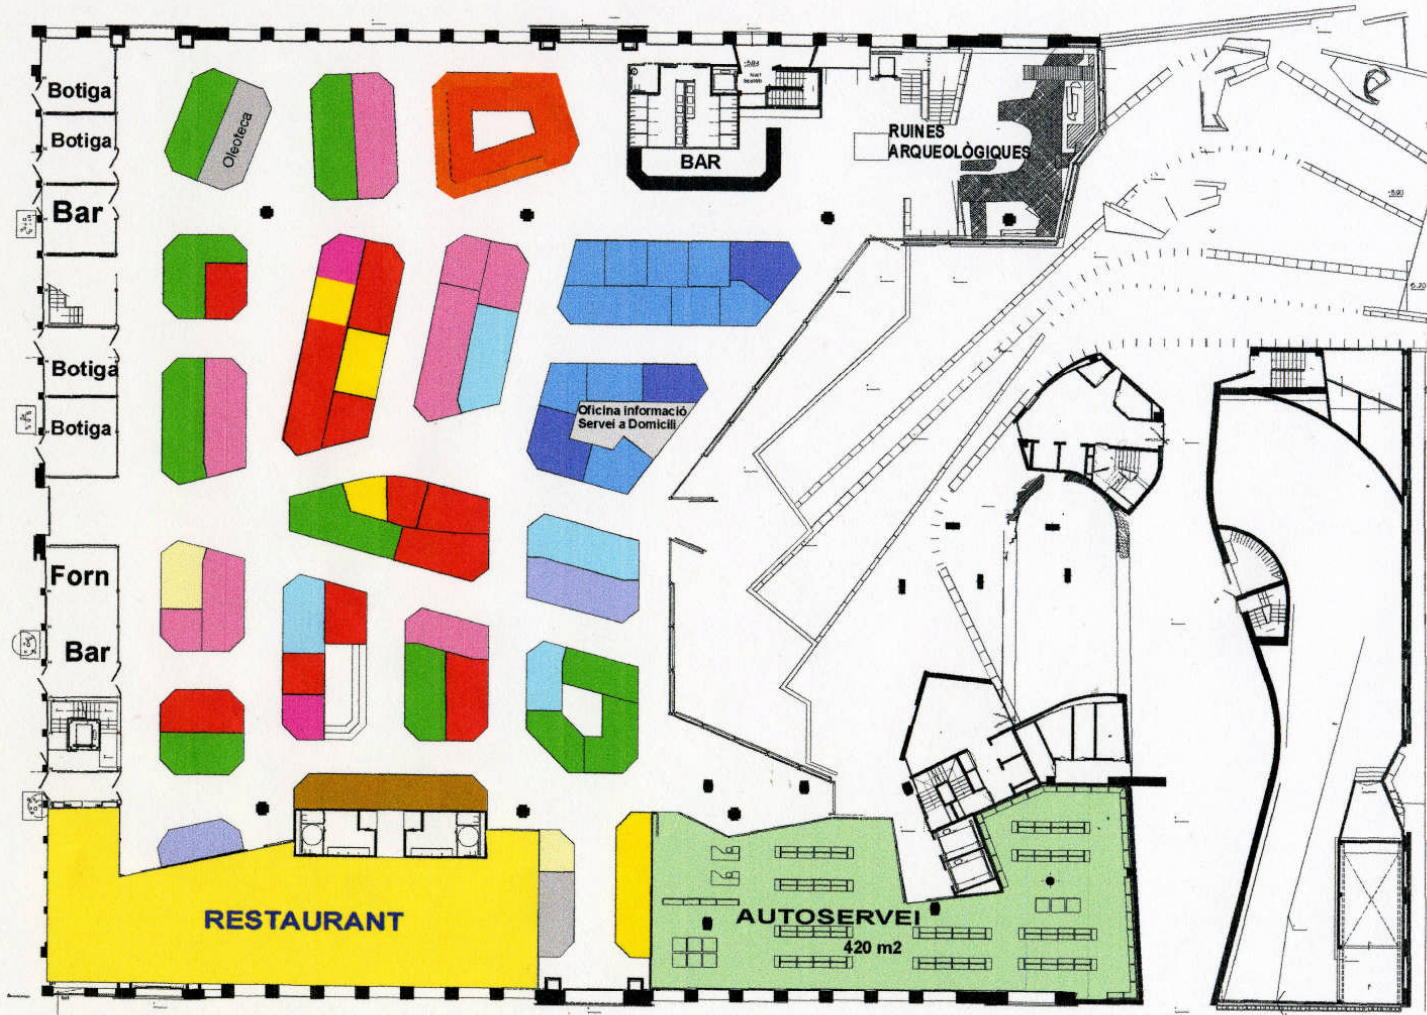 Botiga
Botiga
Bar
Botiga
Botiga
Forn
Bar
Oleoteca
BAR
RUINES
ARQUEOLÒGIQUES
Oficina informació
Servei a Domicili
RESTAURANT
AUTOSERVEI
420 m2